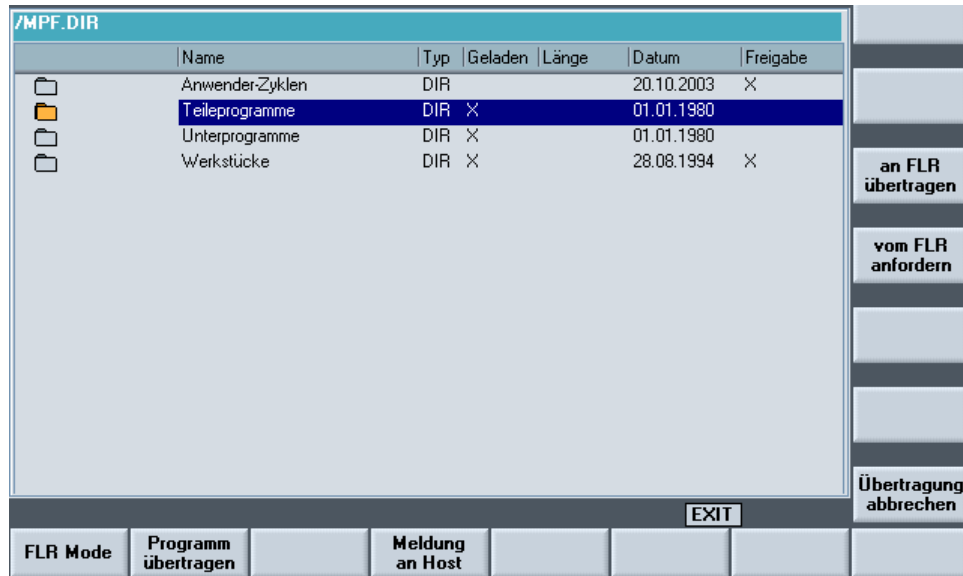 /MPF.DIR
Name Typ Geladen Länge Datum Freigabe
Anwender-Zyklen DIR 20.10.2003 X
Teileprogramme DIR X 01.01.1980
Unterprogramme DIR X 01.01.1980
Werkstücke DIR X 28.08.1994 X
an FLR
übertragen
vom FLR
anfordern
Übertragung
abbrechen
EXIT
FLR Mode
Programm
übertragen
Meldung
an Host